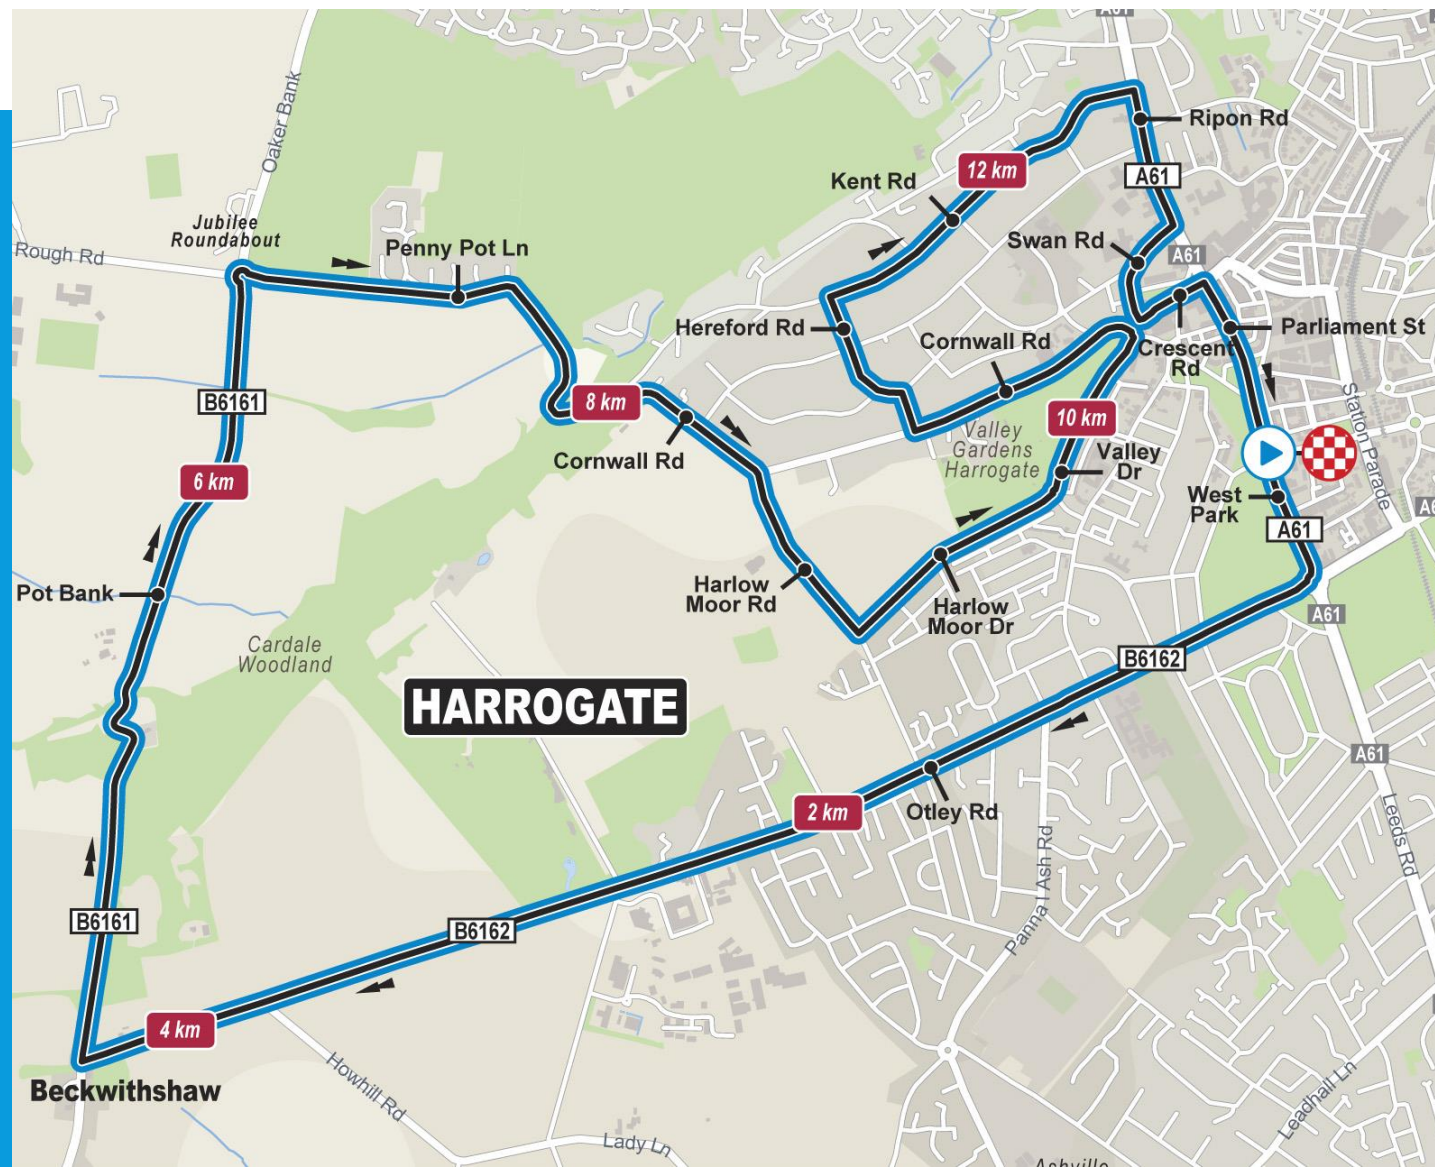 A61
Oaker Bank
Ripon Rd
12 km
A61
Kent Rd
Jubilee
Roundabout
Rough Rd
Penny Pot Ln
Swan Rd
A61
Hereford Rd
Cornwall Rd
Parliament St
Crescent
Rd
B6161
8 km
10 km
Station Parade
Valley
Gardens
Harrogate
Cornwall Rd
Valley
Dr
6 km
West
Park
A61
Pot Bank
Harlow
Moor Rd
Harlow
Moor Dr
A61
Cardale
Woodland
B6162
HARROGATE
A61
2 km
Otley Rd
Leeds Rd
Panna l Ash Rd
B6161
B6162
4 km
Beckwithshaw
Howhill Rd
Lady Ln
Leadhall Ln
Ashville